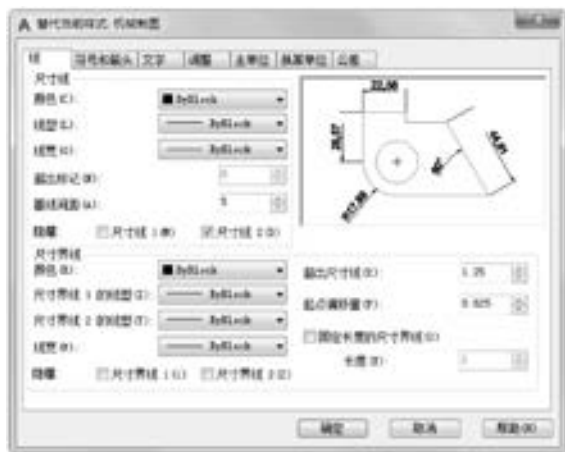 替代当前样式: 机械制图
线 符号和箭头 文字 调整 主单位 换算单位 公差
尺寸线
颜色(C): ByBlock
线型(L): ByBlock
线宽(G): ByBlock
超出标记(N): 0
基线间距(A): 5
隐藏: 尺寸线 1(M) 尺寸线 2(D)
尺寸界线
颜色(R): ByBlock
尺寸界线 1 的线型(I): ByBlock
尺寸界线 2 的线型(T): ByBlock
线宽(W): ByBlock
隐藏: 尺寸界线 1(1) 尺寸界线 2(2)
超出尺寸线(X): 1.25
起点偏移量(F): 0.625
固定长度的尺寸界线(O)
长度(E): 1
确定 取消 帮助(H)